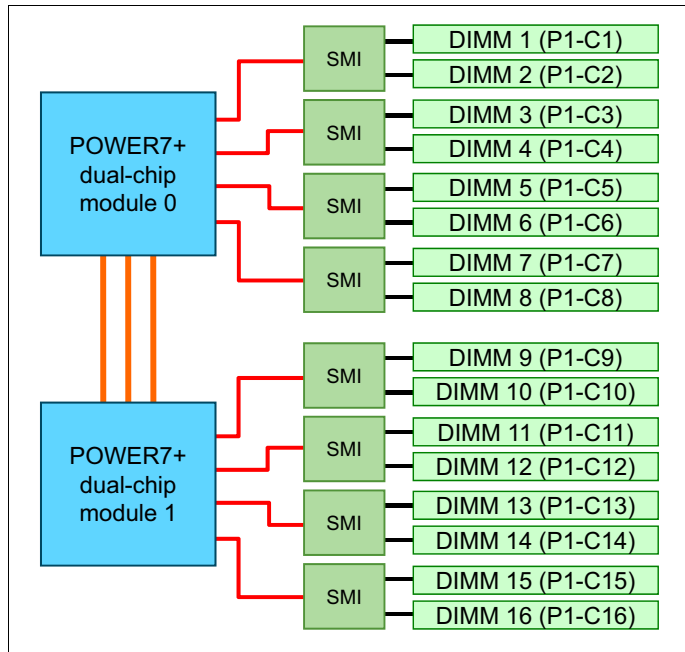 POWER7+
dual-chip
module 0
SMI
DIMM 1 (P1-C1)
DIMM 2 (P1-C2)
SMI
DIMM 3 (P1-C3)
DIMM 4 (P1-C4)
SMI
DIMM 5 (P1-C5)
DIMM 6 (P1-C6)
SMI
DIMM 7 (P1-C7)
DIMM 8 (P1-C8)
POWER7+
dual-chip
module 1
SMI
DIMM 9 (P1-C9)
DIMM 10 (P1-C10)
SMI
DIMM 11 (P1-C11)
DIMM 12 (P1-C12)
SMI
DIMM 13 (P1-C13)
DIMM 14 (P1-C14)
SMI
DIMM 15 (P1-C15)
DIMM 16 (P1-C16)